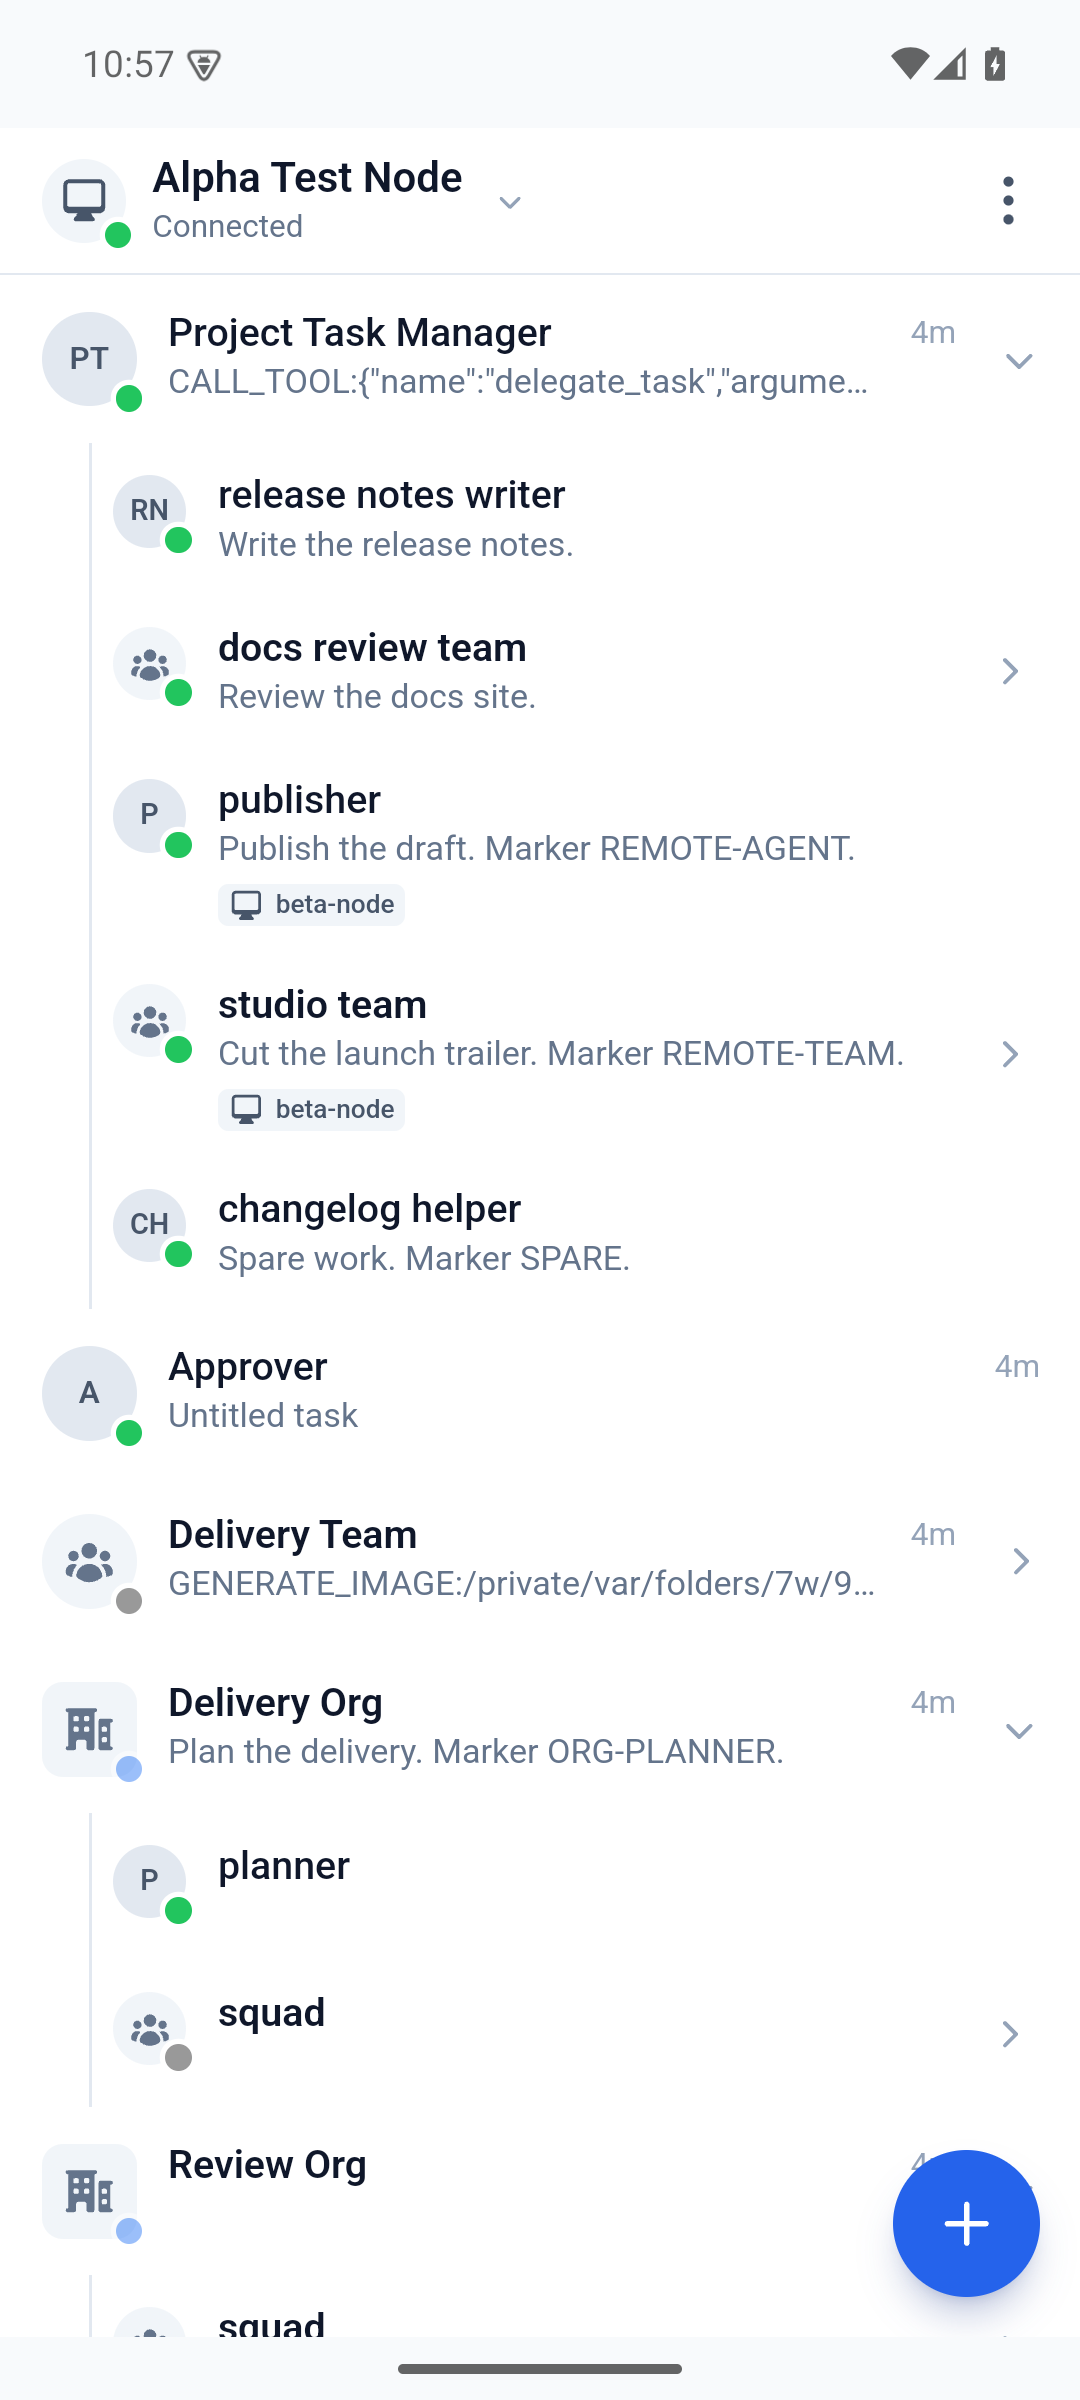 10:57
Alpha Test Node
Connected
PT
Project Task Manager
4m
CALL_TOOL:{"name":"delegate_task","argume...
RN
release notes writer
Write the release notes.
docs review team
Review the docs site.
P
publisher
Publish the draft. Marker REMOTE-AGENT.
beta-node
studio team
Cut the launch trailer. Marker REMOTE-TEAM.
beta-node
CH
changelog helper
Spare work. Marker SPARE.
A
Approver
4m
Untitled task
Delivery Team
4m
GENERATE_IMAGE:/private/var/folders/7w/9...
Delivery Org
4m
Plan the delivery. Marker ORG-PLANNER.
P
planner
squad
Review Org
squad